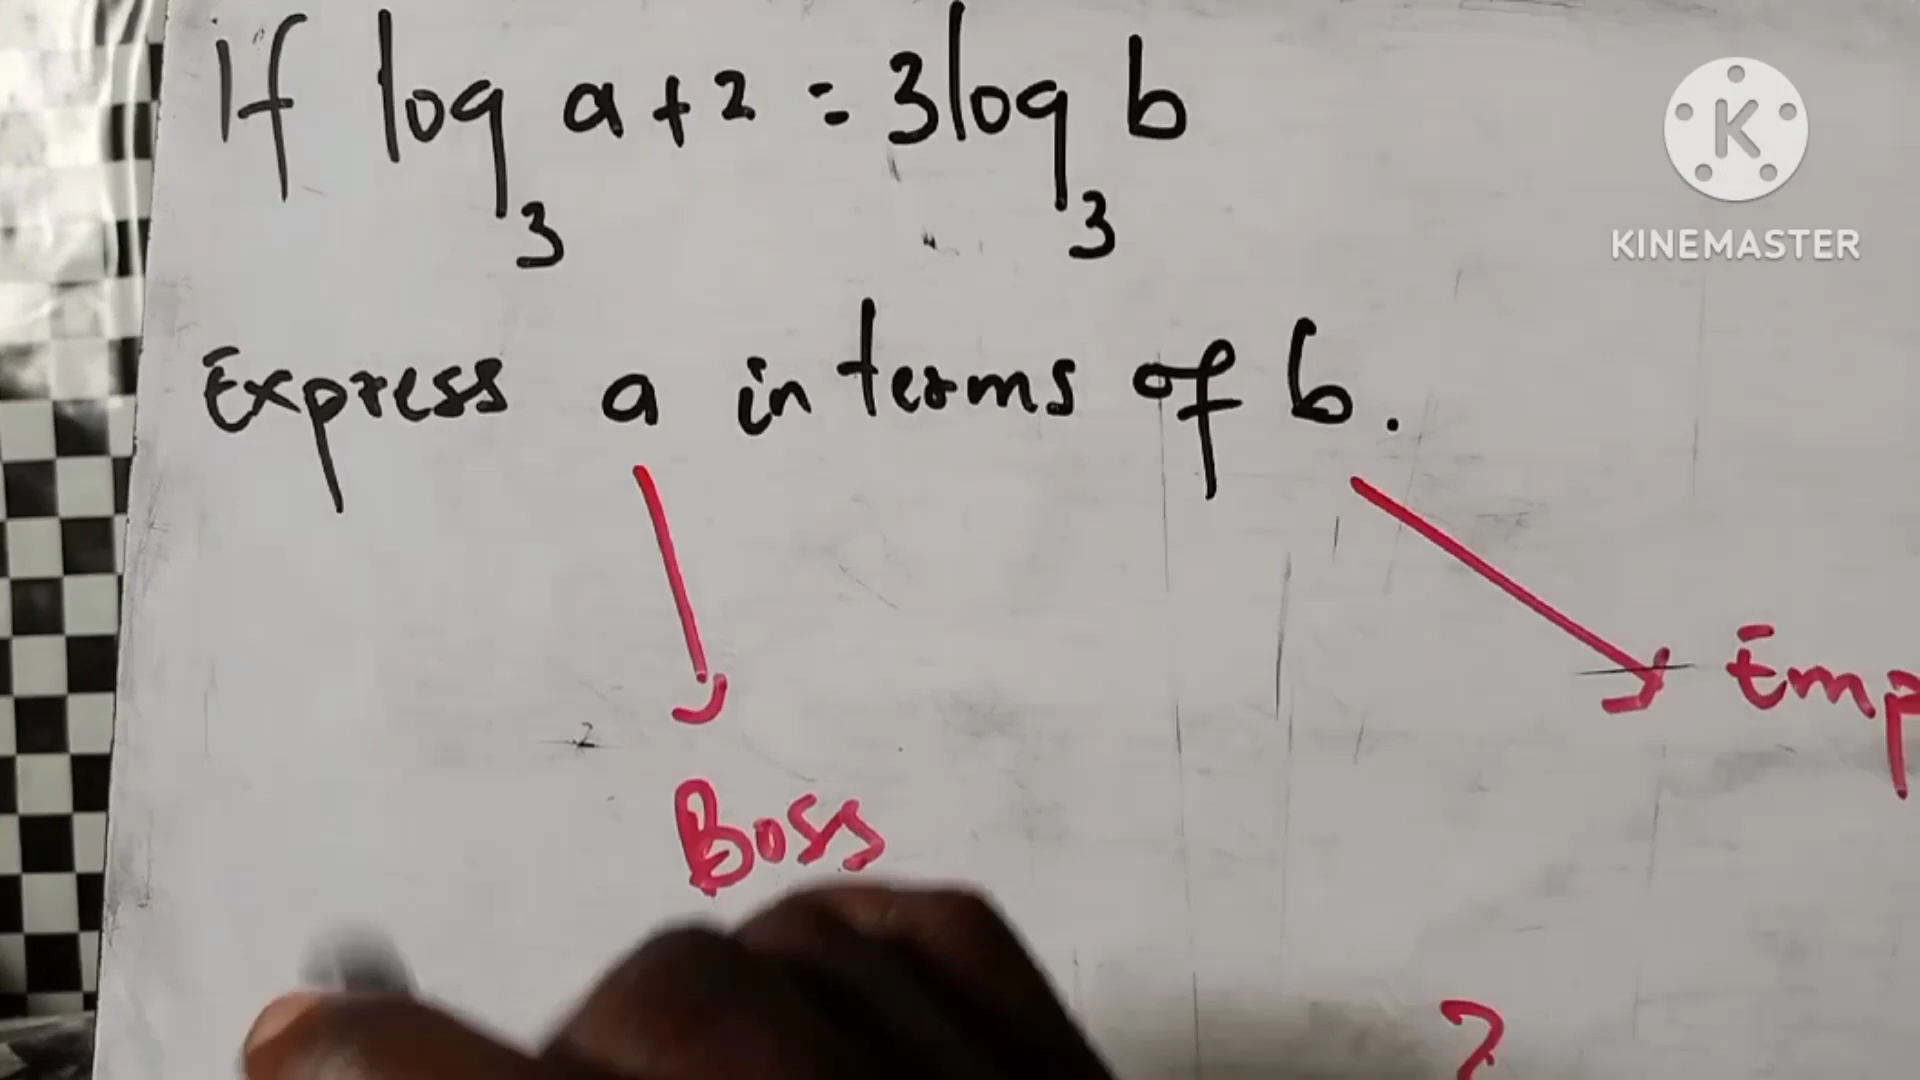 If log₃ a + 2 = 3log₃ b
Express a in terms of b.
Emp
Boss
?
K
KINEMASTER